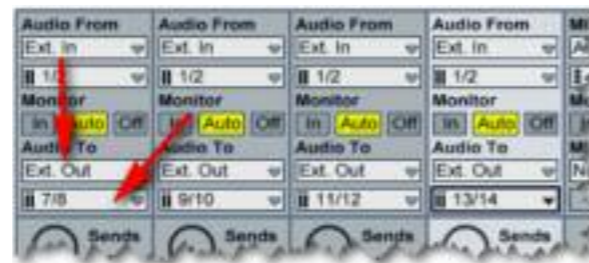 Audio From Audio From Audio From Audio From
Ext. In Ext. In Ext. In Ext. In
1/2 1/2 1/2 1/2
Monitor Monitor Monitor Monitor
In Auto Off In Auto Off In Auto Off In Auto Off
Audio To Audio To Audio To Audio To
Ext. Out Ext. Out Ext. Out Ext. Out
7/8 9/10 11/12 13/14
Sends Sends Sends Sends